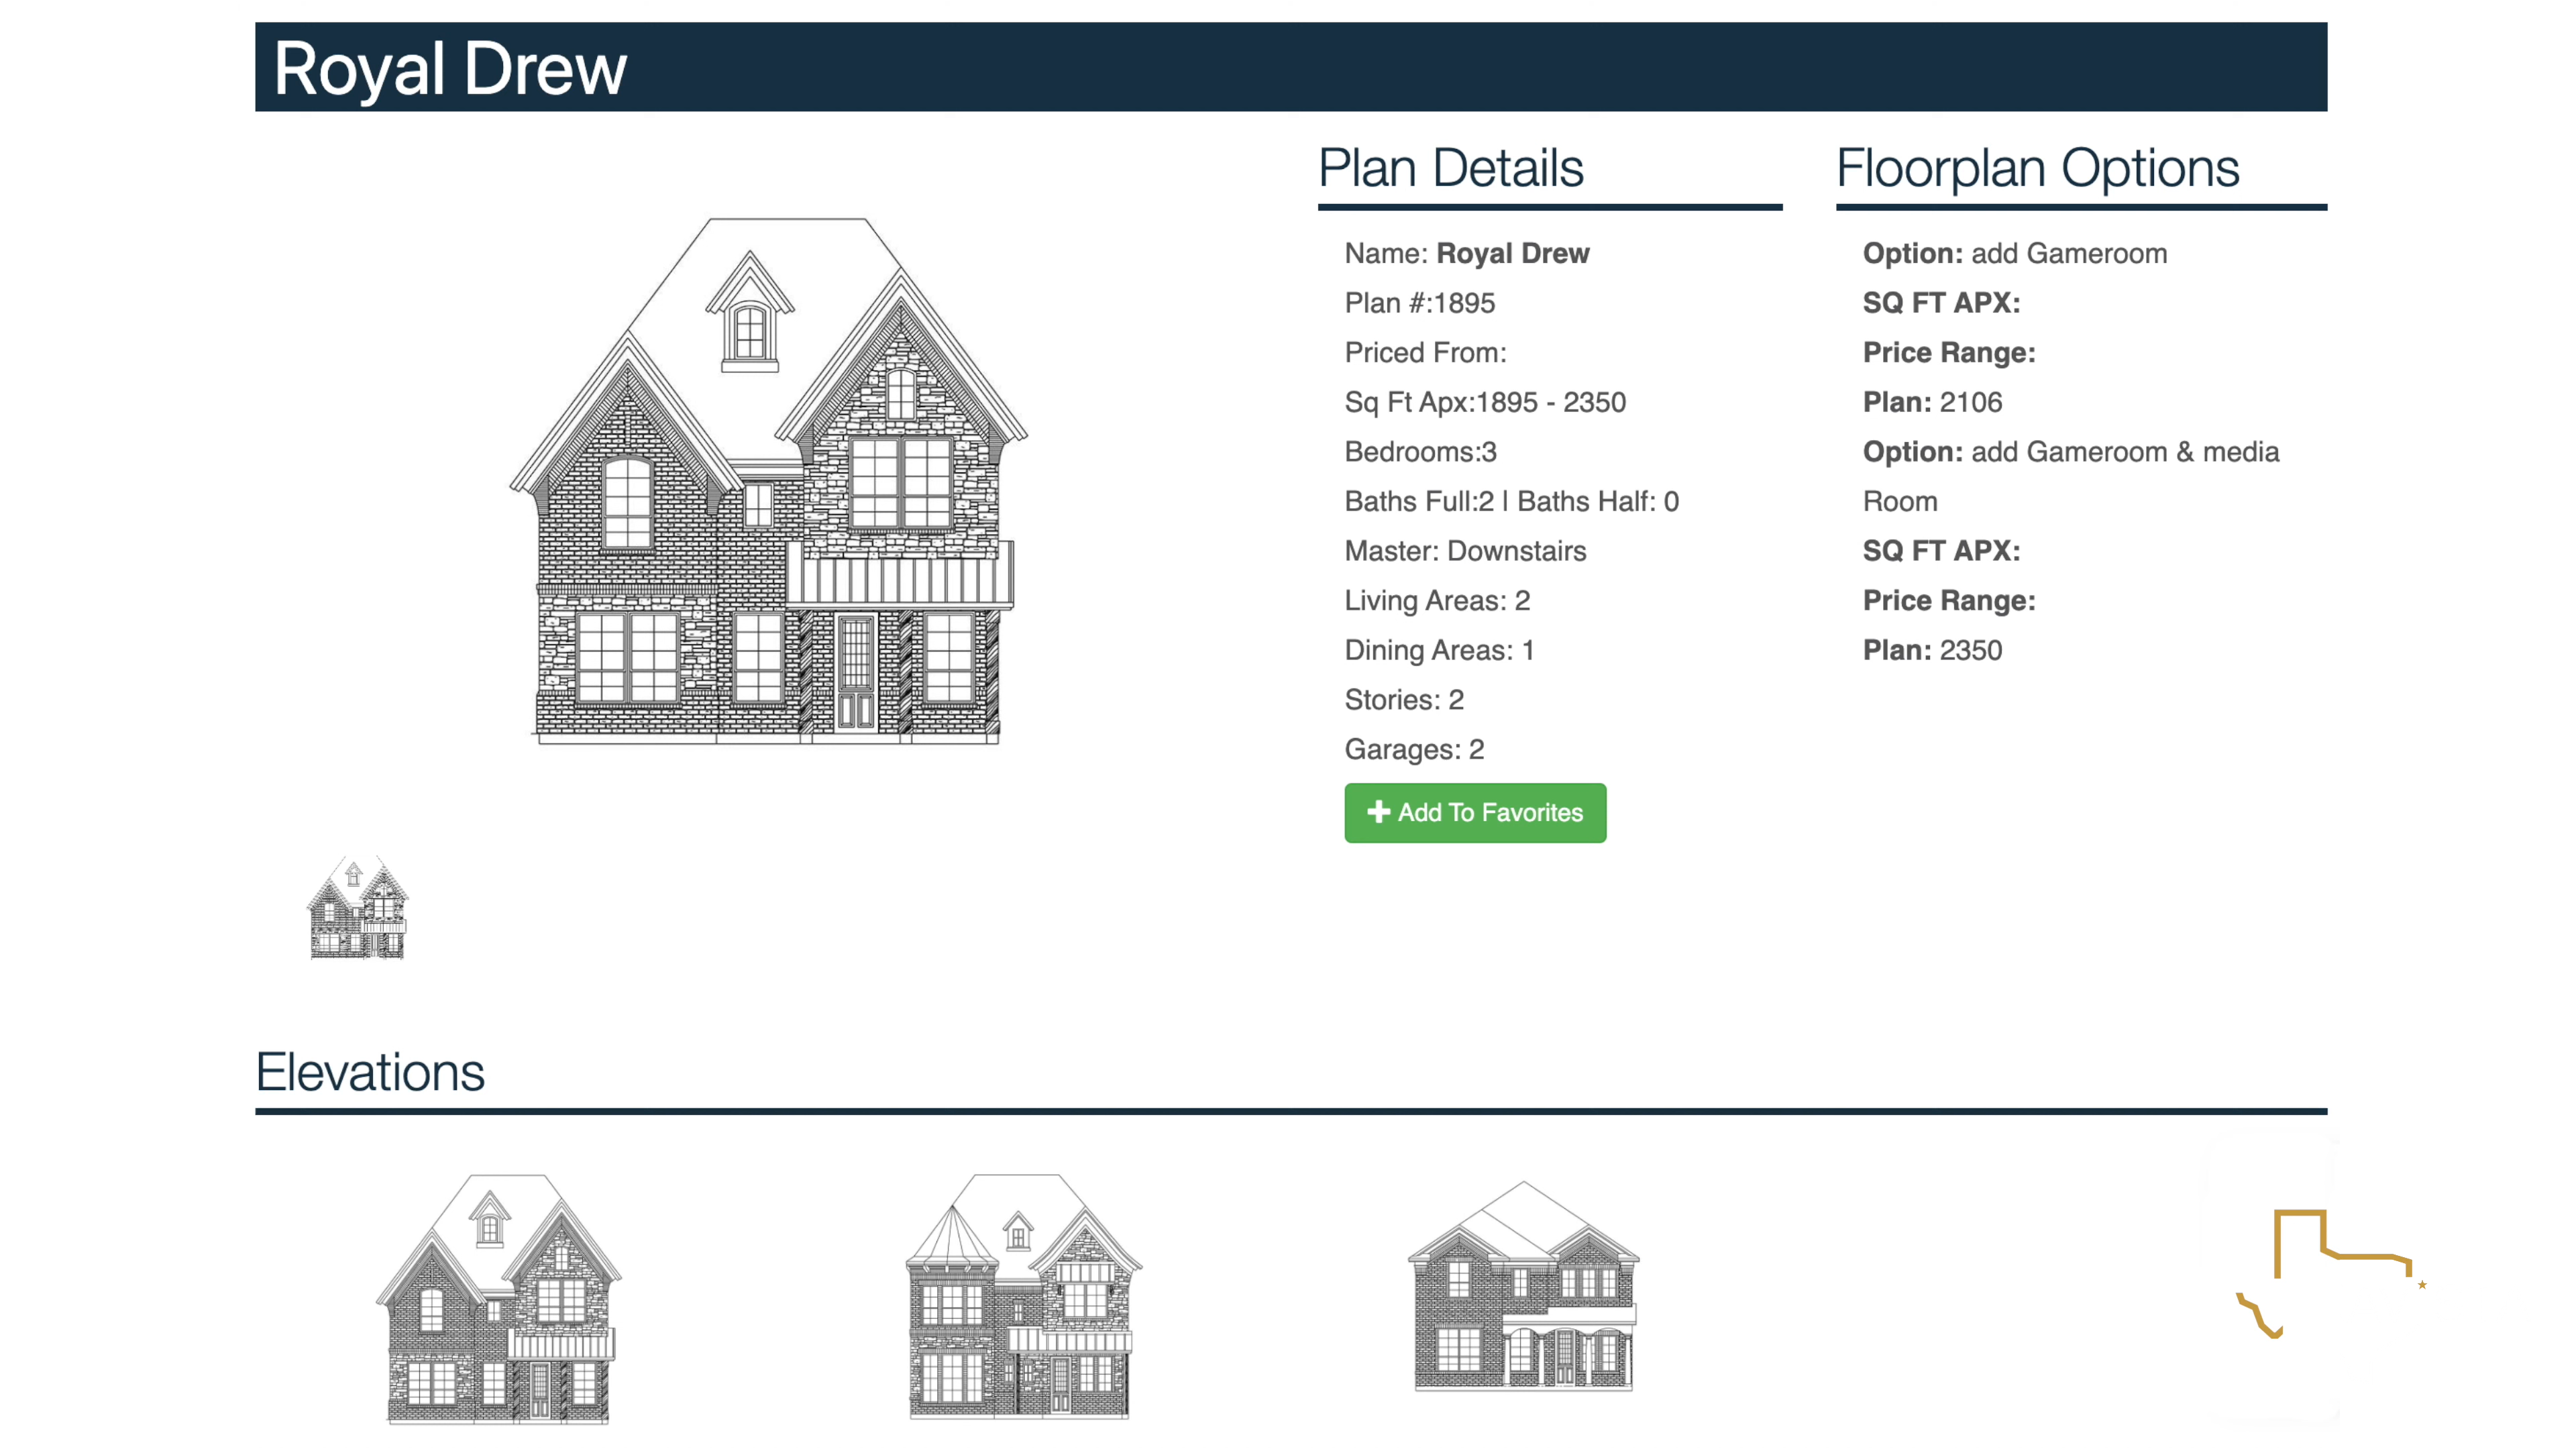 Royal Drew
Plan Details
Name: Royal Drew
Plan #:1895
Priced From:
Sq Ft Apx:1895 - 2350
Bedrooms:3
Baths Full:2 | Baths Half: 0
Master: Downstairs
Living Areas: 2
Dining Areas: 1
Stories: 2
Garages: 2
Add To Favorites
Floorplan Options
Option: add Gameroom
SQ FT APX:
Price Range:
Plan: 2106
Option: add Gameroom & media
Room
SQ FT APX:
Price Range:
Plan: 2350
Elevations